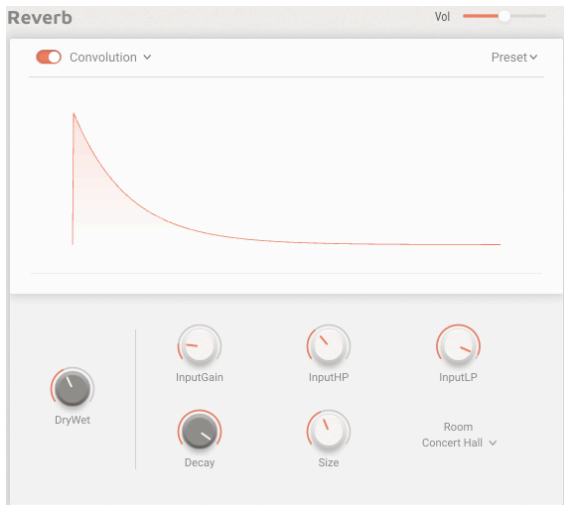 Reverb
Vol
Convolution
Preset
InputGain
InputHP
InputLP
DryWet
Decay
Size
Room
Concert Hall